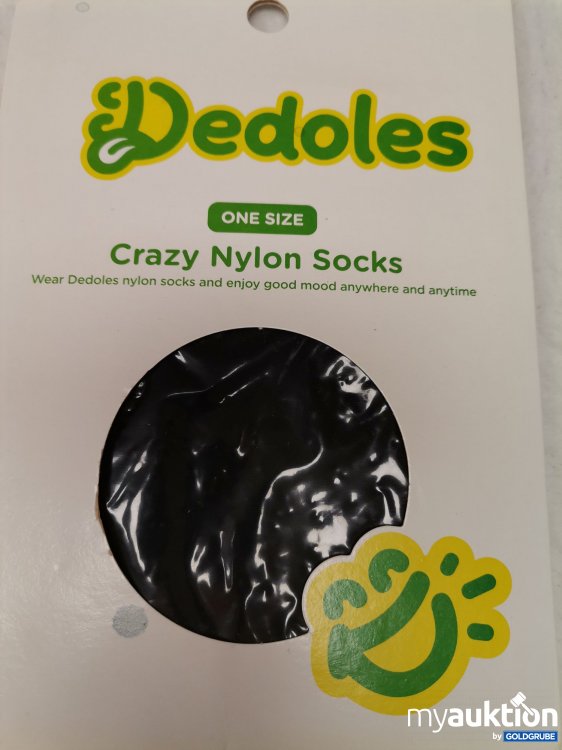 Dedoles
ONE SIZE
Crazy Nylon Socks
Wear Dedoles nylon socks and enjoy good mood anywhere and anytime
myauktion
by GOLDGRUBE